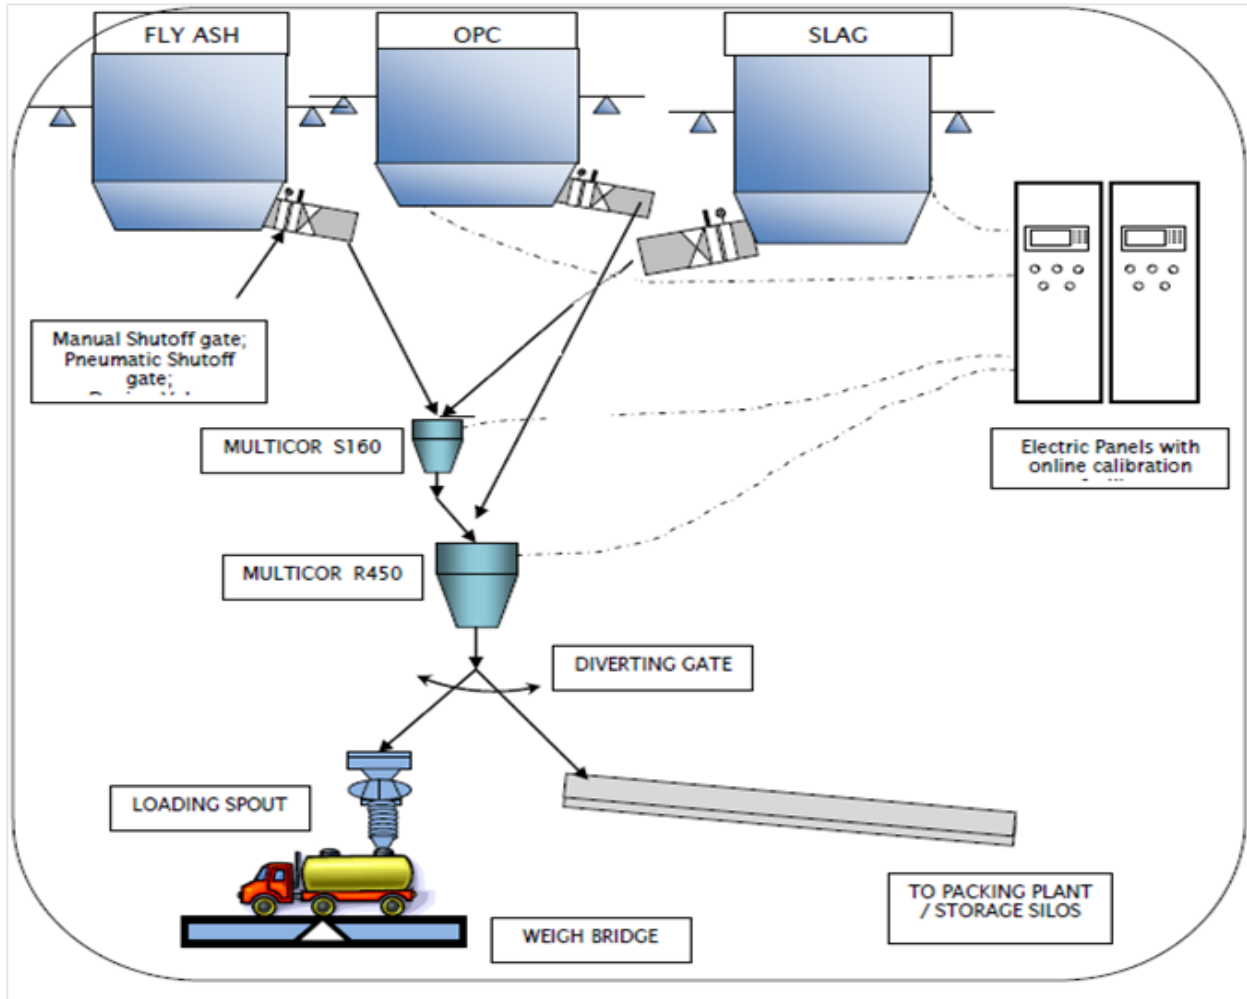 FLY ASH
OPC
SLAG
Manual Shutoff gate;
Pneumatic Shutoff
gate;
MULTICOR S160
Electric Panels with
online calibration
MULTICOR R450
DIVERTING GATE
LOADING SPOUT
TO PACKING PLANT
/ STORAGE SILOS
WEIGH BRIDGE